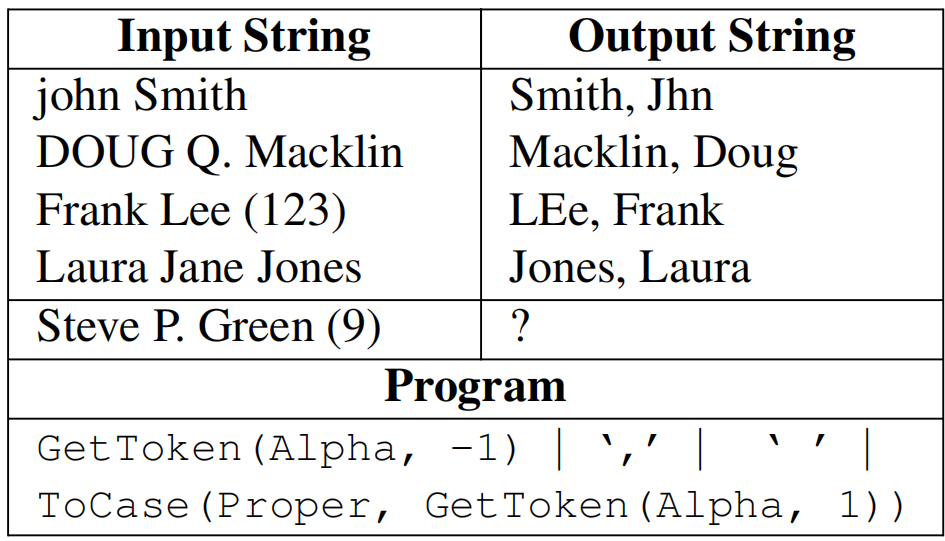 Input String Output String
john Smith Smith, Jhn
DOUG Q. Macklin Macklin, Doug
Frank Lee (123) LEe, Frank
Laura Jane Jones Jones, Laura
Steve P. Green (9) ?
Program
GetToken(Alpha, −1) | ‘,’ | ‘ ’ |
ToCase(Proper, GetToken(Alpha, 1))